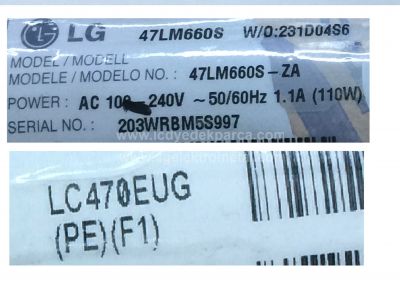 LG 47LM660S W/O:231D04S6
MODEL / MODELL
MODELE / MODELO NO. : 47LM660S-ZA
POWER : AC 100-240V ~50/60Hz 1.1A (110W)
SERIAL NO. : 203WRBM5S997
www.lcdyedekparca.com
LC470EUG
(PE)(F1)